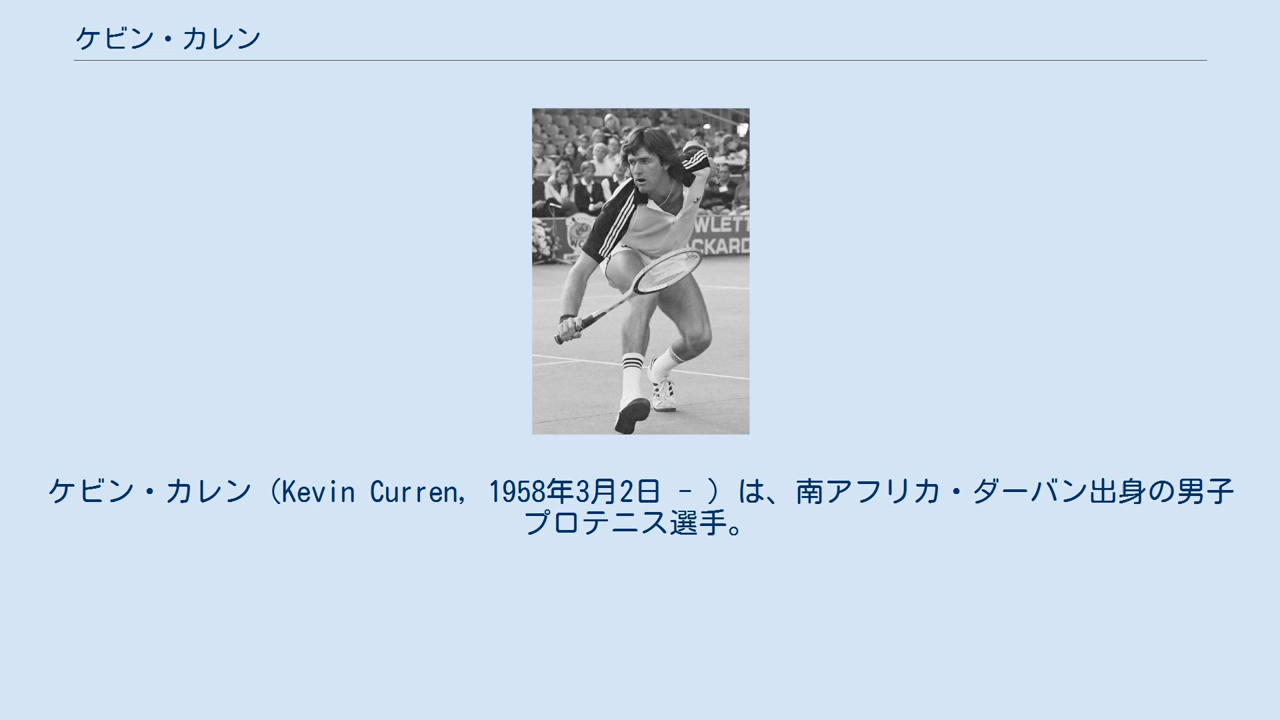 ケビン・カレン
WLETT
CKARD
ケビン・カレン（Kevin Curren, 1958年3月2日 - ）は、南アフリカ・ダーバン出身の男子
プロテニス選手。